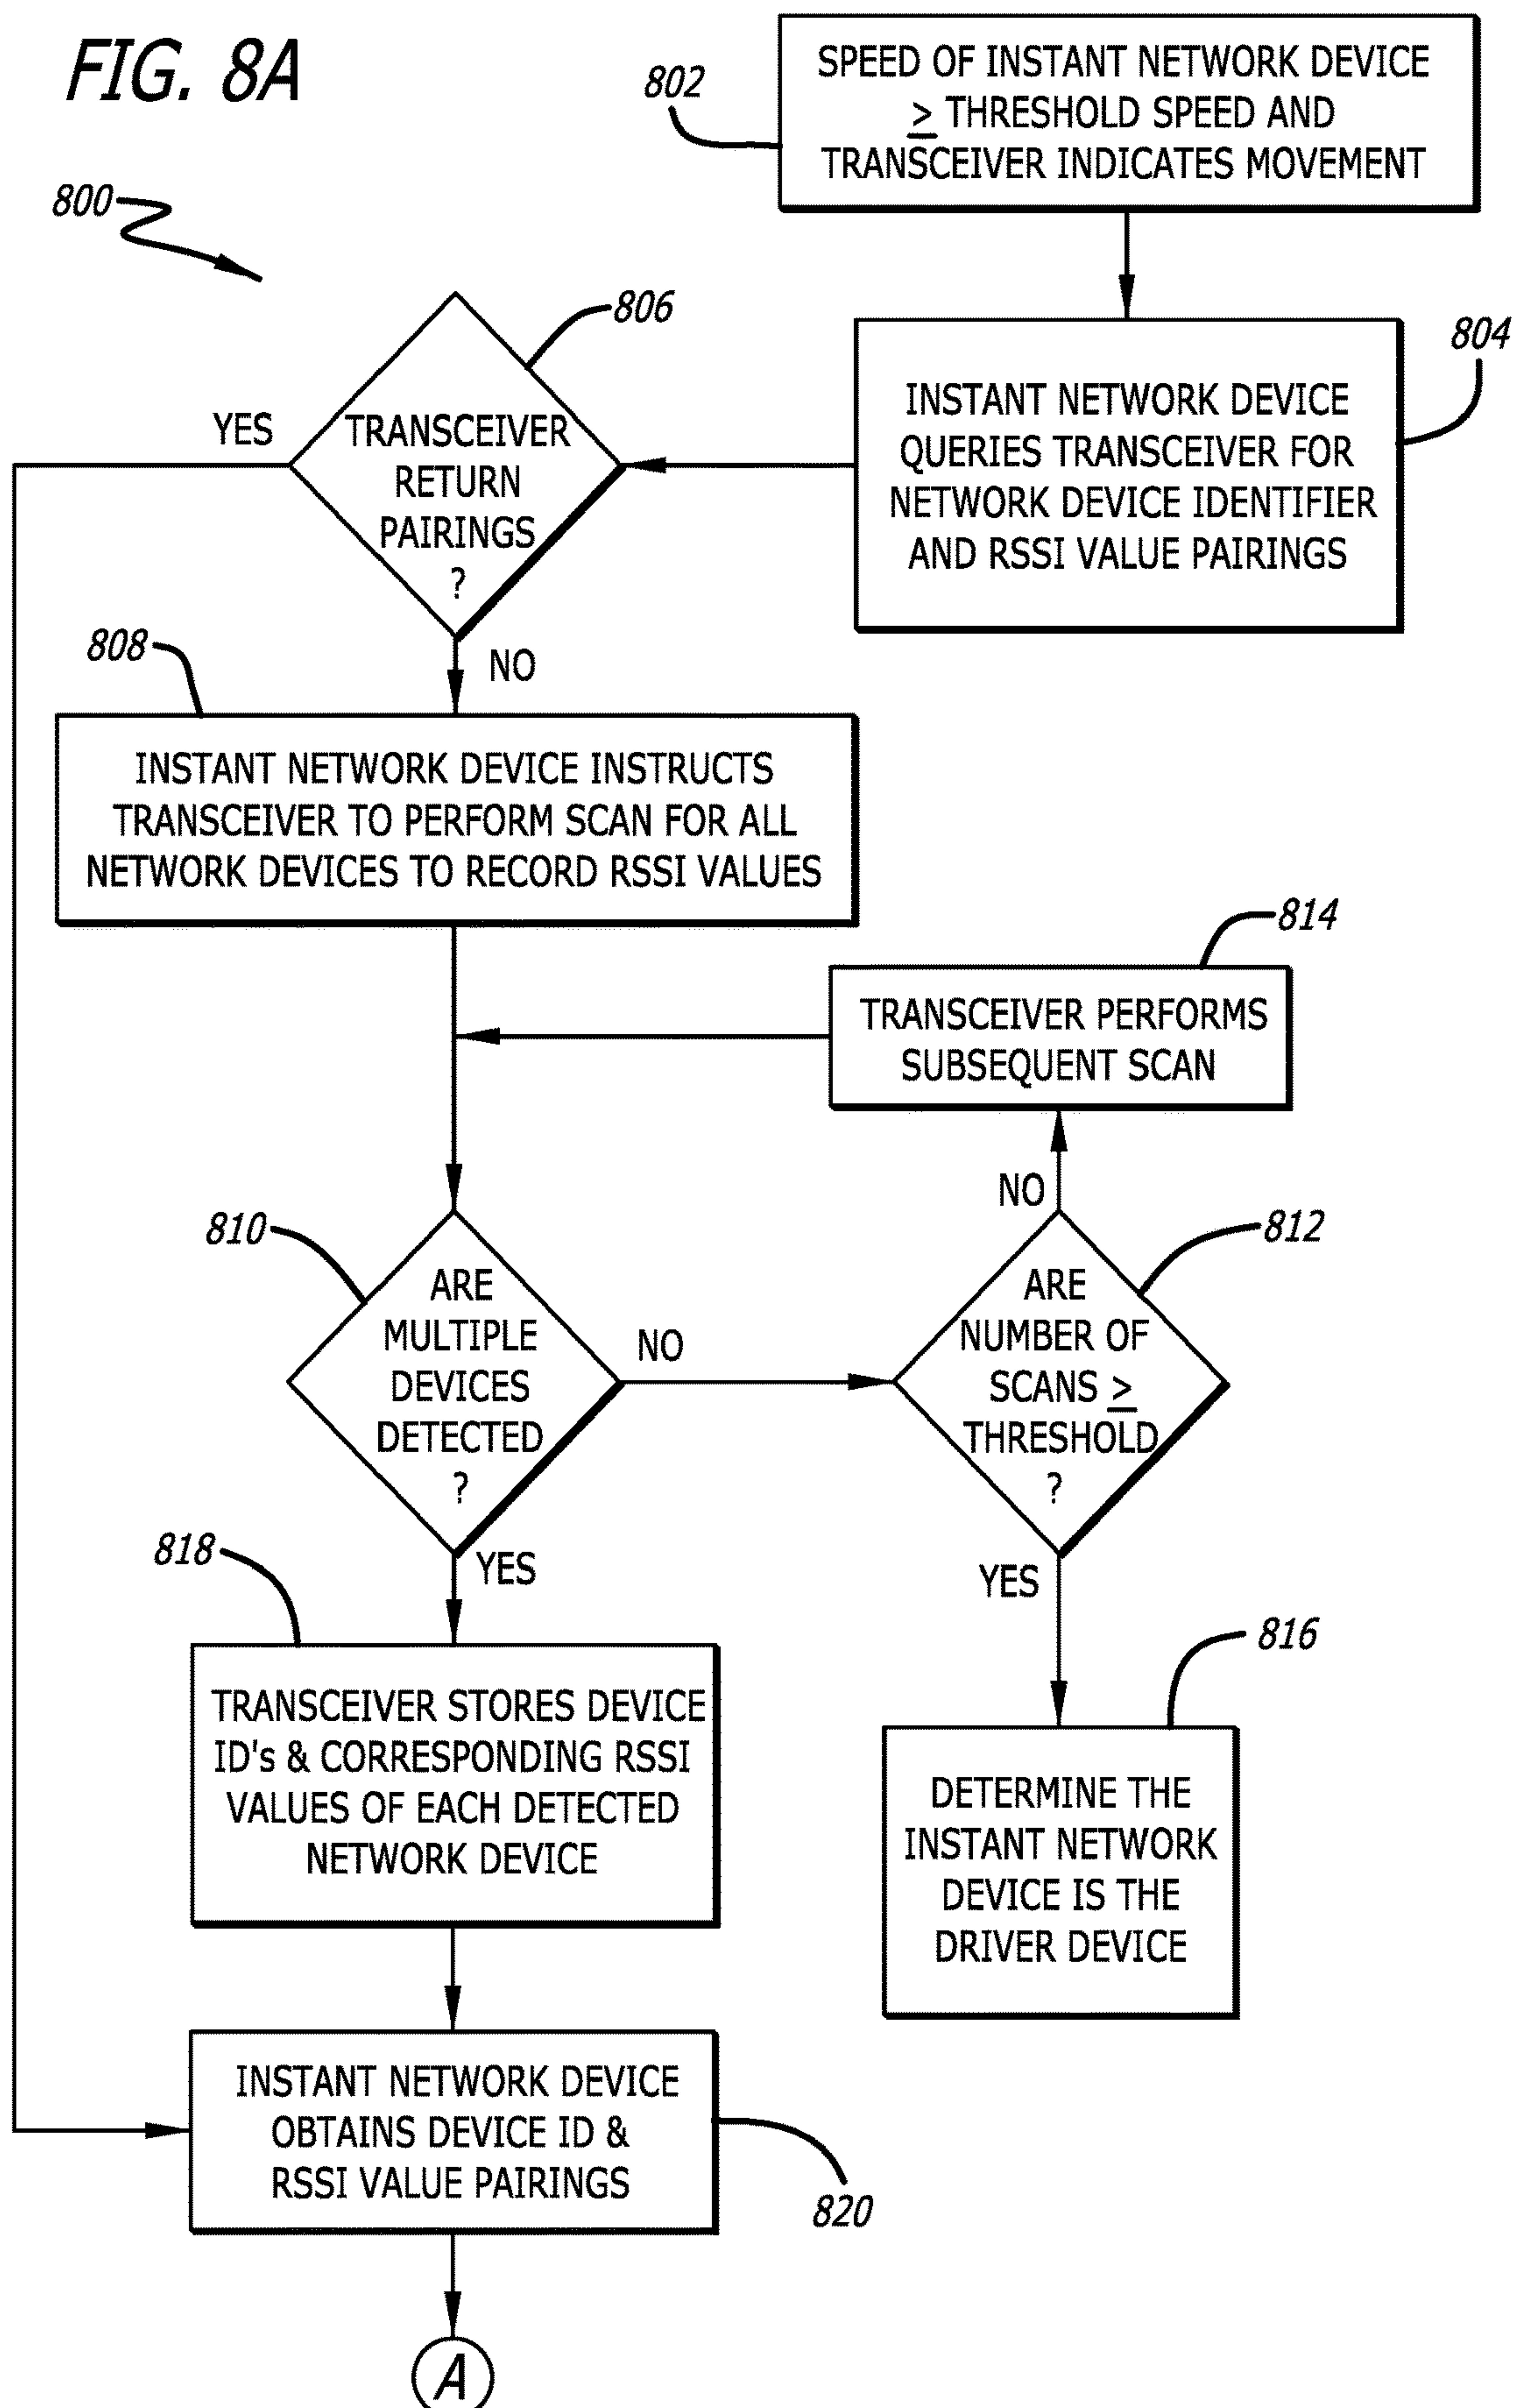 FIG. 8A
802
SPEED OF INSTANT NETWORK DEVICE
≥ THRESHOLD SPEED AND
TRANSCEIVER INDICATES MOVEMENT
800
806
804
INSTANT NETWORK DEVICE
QUERIES TRANSCEIVER FOR
NETWORK DEVICE IDENTIFIER
AND RSSI VALUE PAIRINGS
YES
TRANSCEIVER
RETURN
PAIRINGS
?
NO
808
INSTANT NETWORK DEVICE INSTRUCTS
TRANSCEIVER TO PERFORM SCAN FOR ALL
NETWORK DEVICES TO RECORD RSSI VALUES
814
TRANSCEIVER PERFORMS
SUBSEQUENT SCAN
NO
810
ARE
MULTIPLE
DEVICES
DETECTED
?
NO
812
ARE
NUMBER OF
SCANS ≥
THRESHOLD
?
YES
YES
818
TRANSCEIVER STORES DEVICE
ID's & CORRESPONDING RSSI
VALUES OF EACH DETECTED
NETWORK DEVICE
816
DETERMINE THE
INSTANT NETWORK
DEVICE IS THE
DRIVER DEVICE
INSTANT NETWORK DEVICE
OBTAINS DEVICE ID &
RSSI VALUE PAIRINGS
820
A